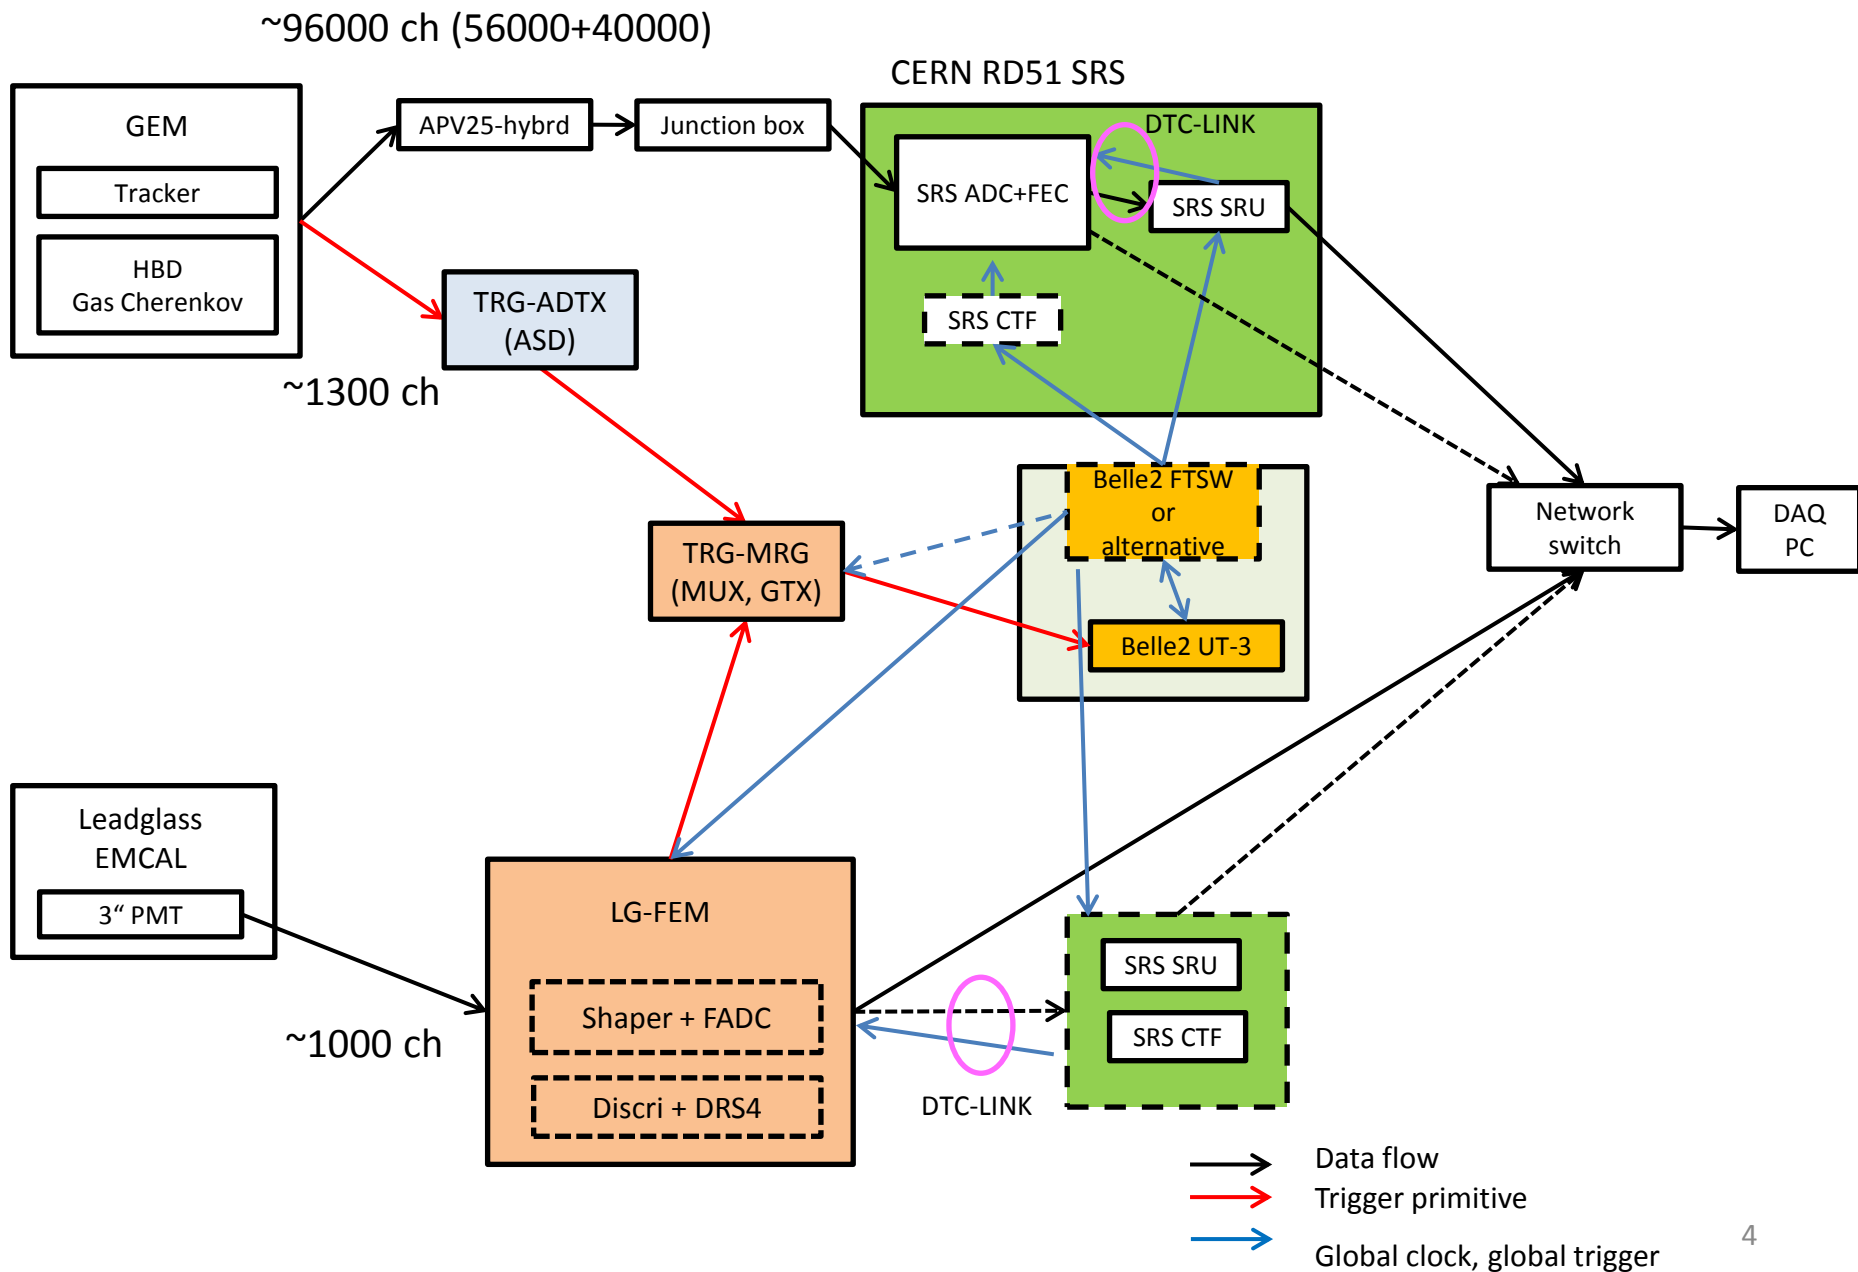 ~96000 ch (56000+40000)
CERN RD51 SRS
GEM
Tracker
HBD
Gas Cherenkov
APV25-hybrd
Junction box
DTC-LINK
SRS ADC+FEC
SRS SRU
SRS CTF
TRG-ADTX
(ASD)
~1300 ch
Belle2 FTSW
or
alternative
Network
switch
DAQ
PC
TRG-MRG
(MUX, GTX)
Belle2 UT-3
Leadglass
EMCAL
3“ PMT
~1000 ch
LG-FEM
Shaper + FADC
Discri + DRS4
SRS SRU
SRS CTF
DTC-LINK
Data flow
Trigger primitive
Global clock, global trigger
4